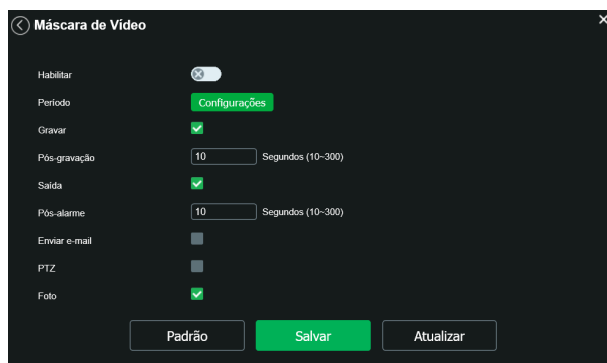 Máscara de Vídeo
Habilitar
Período Configurações
Gravar
Pós-gravação 10 Segundos (10~300)
Saída
Pós-alarme 10 Segundos (10~300)
Enviar e-mail
PTZ
Foto
Padrão Salvar Atualizar